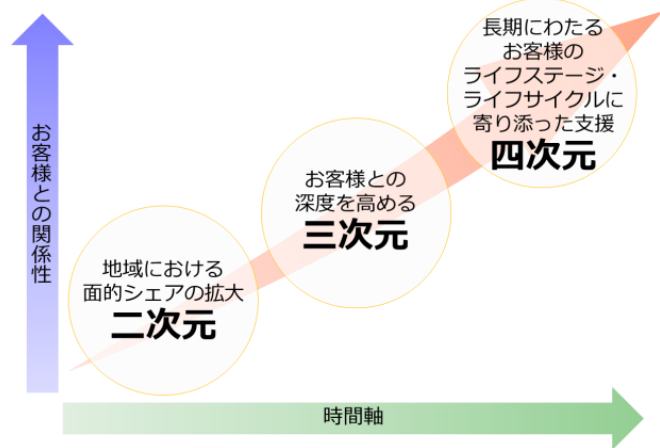 長期にわたる
お客様の
ライフステージ・
ライフサイクルに
寄り添った支援
四次元
お客様との
深度を高める
三次元
地域における
面的シェアの拡大
二次元
お客様との関係性
時間軸